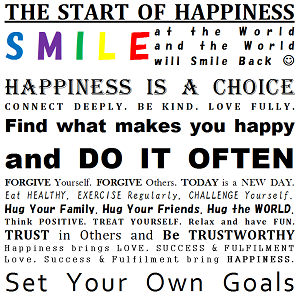 THE START OF HAPPINESS
SMILE at the World
and the World
will Smile Back ☺
HAPPINESS IS A CHOICE
CONNECT DEEPLY. BE KIND. LOVE FULLY.
Find what makes you happy
and DO IT OFTEN
FORGIVE Yourself. FORGIVE Others. TODAY is a NEW DAY.
Eat HEALTHY, EXERCISE Regularly, CHALLENGE Yourself.
Hug Your Family, Hug Your Friends, Hug the WORLD,
Think POSITIVE. TREAT YOURSELF. Relax and have FUN.
TRUST in Others and Be TRUSTWORTHY
Happiness brings LOVE, SUCCESS & FULFILMENT
Love. Success & Fulfilment bring HAPPINESS.
Set Your Own Goals